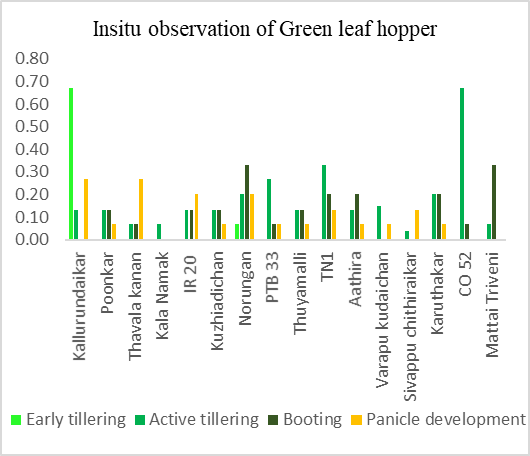 Insitu observation of Green leaf hopper
0.80
0.70
0.60
0.50
0.40
0.30
0.20
0.10
0.00
Kallurundaikar
Poonkar
Thavala kanan
Kala Namak
IR 20
Kuzhiadichan
Norungan
PTB 33
Thuyamalli
TN1
Aathira
Varapu kudaichan
Sivappu chithiraikar
Karuthakar
CO 52
Mattai Triveni
Early tillering Active tillering Booting Panicle development